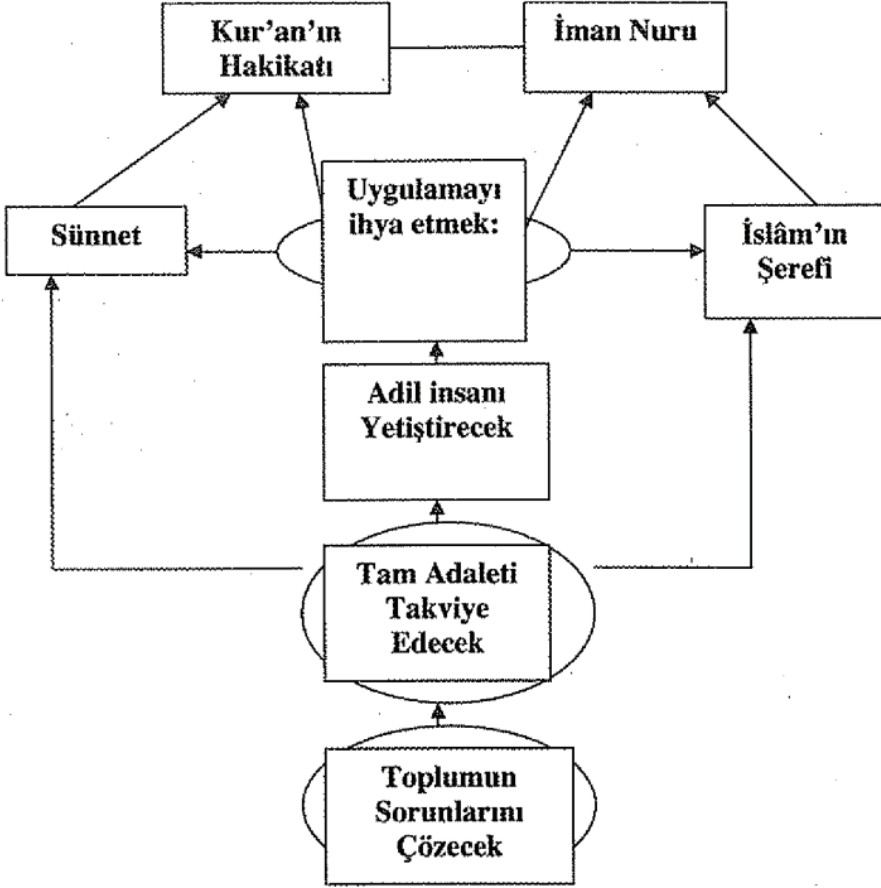 Kur’an’ın
Hakikatı
İman Nuru
Uygulamayı
ihya etmek:
Sünnet
İslâm’ın
Şerefi
Adil insanı
Yetiştirecek
Tam Adaleti
Takviye
Edecek
Toplumun
Sorunlarını
Çözecek